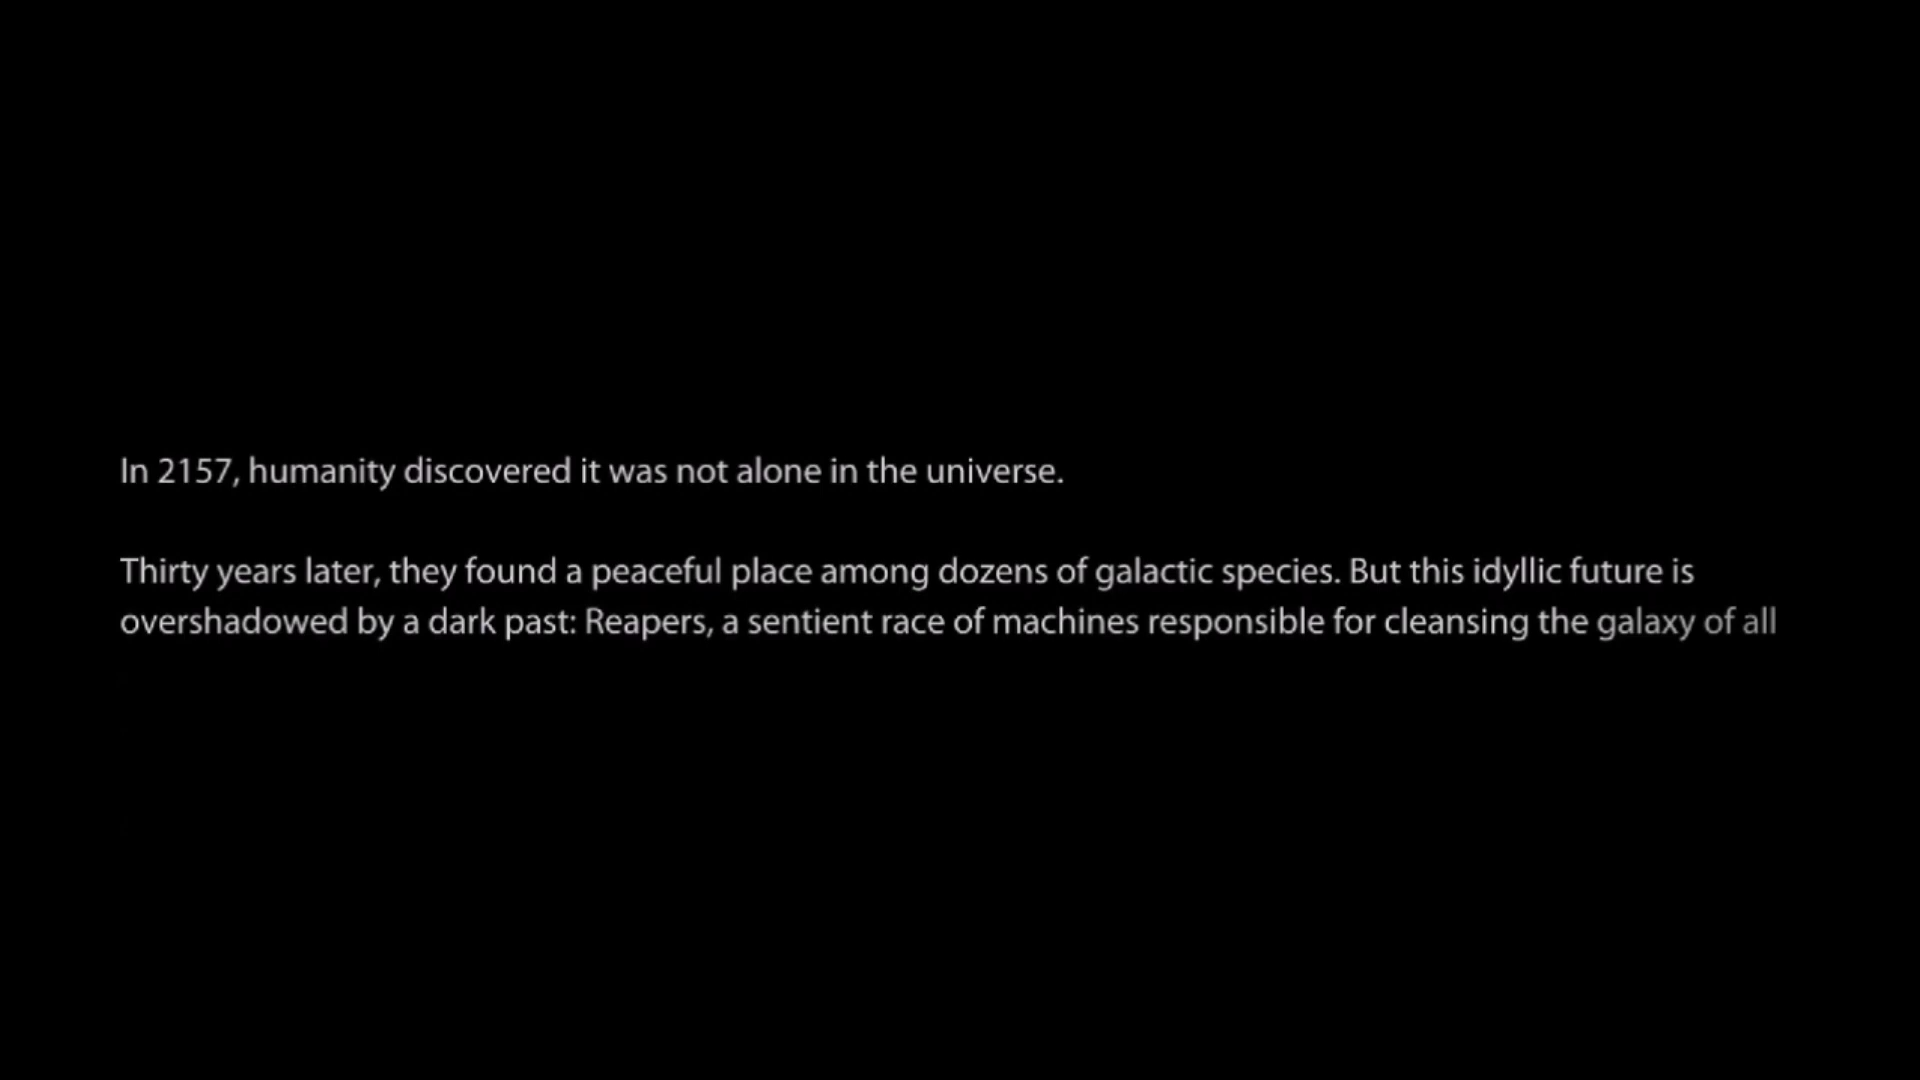 In 2157, humanity discovered it was not alone in the universe.
Thirty years later, they found a peaceful place among dozens of galactic species. But this idyllic future is
overshadowed by a dark past: Reapers, a sentient race of machines responsible for cleansing the galaxy of all